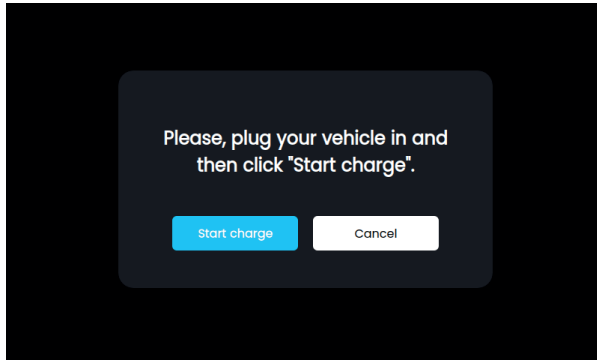 Please, plug your vehicle in and
then click "Start charge".
Start charge
Cancel